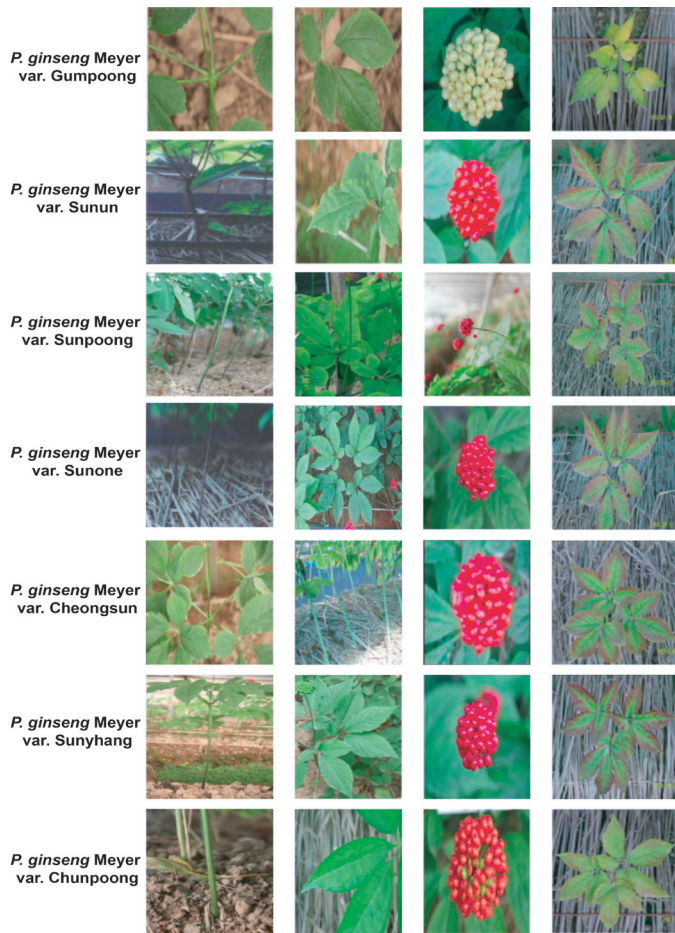 P. ginseng Meyer
var. Gumpoong
P. ginseng Meyer
var. Sunun
P. ginseng Meyer
var. Sunpoong
P. ginseng Meyer
var. Sunone
P. ginseng Meyer
var. Cheongsun
P. ginseng Meyer
var. Sunyhang
P. ginseng Meyer
var. Chunpoong